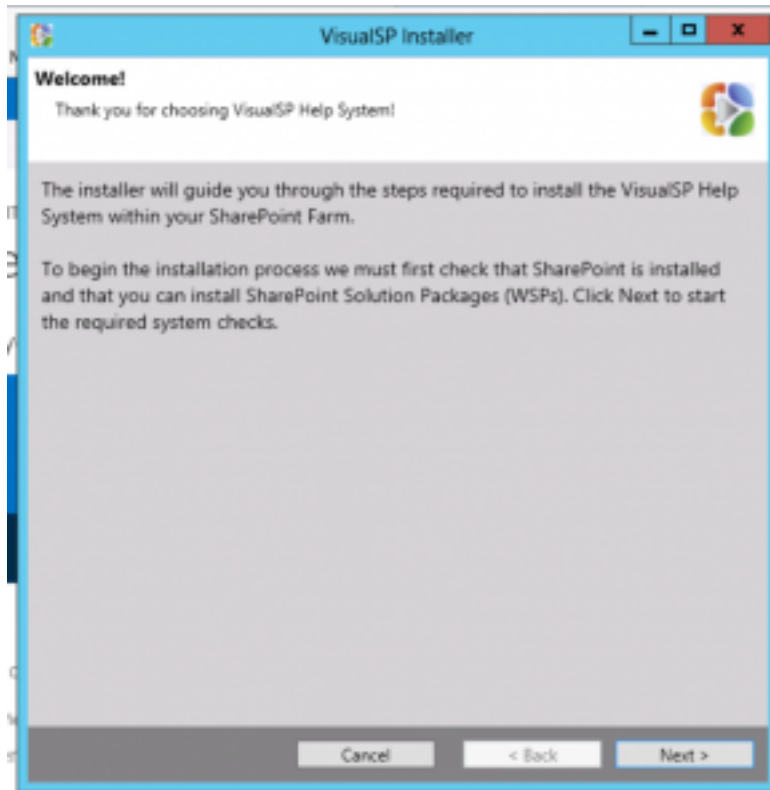 VisualSP Installer
Welcome!
Thank you for choosing VisualSP Help System!
The installer will guide you through the steps required to install the VisualSP Help
System within your SharePoint Farm.
To begin the installation process we must first check that SharePoint is installed
and that you can install SharePoint Solution Packages (WSPs). Click Next to start
the required system checks.
Cancel
< Back
Next >